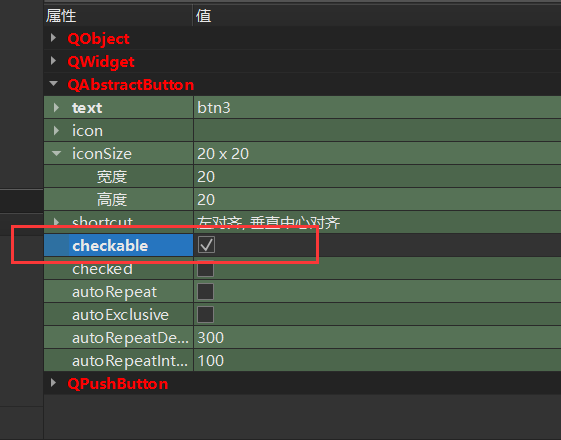 属性 值
QObject
QWidget
QAbstractButton
text btn3
icon
iconSize 20 x 20
宽度 20
高度 20
shortcut 左对齐, 垂直中心对齐
checkable
checked
autoRepeat
autoExclusive
autoRepeatDe... 300
autoRepeatInt... 100
QPushButton